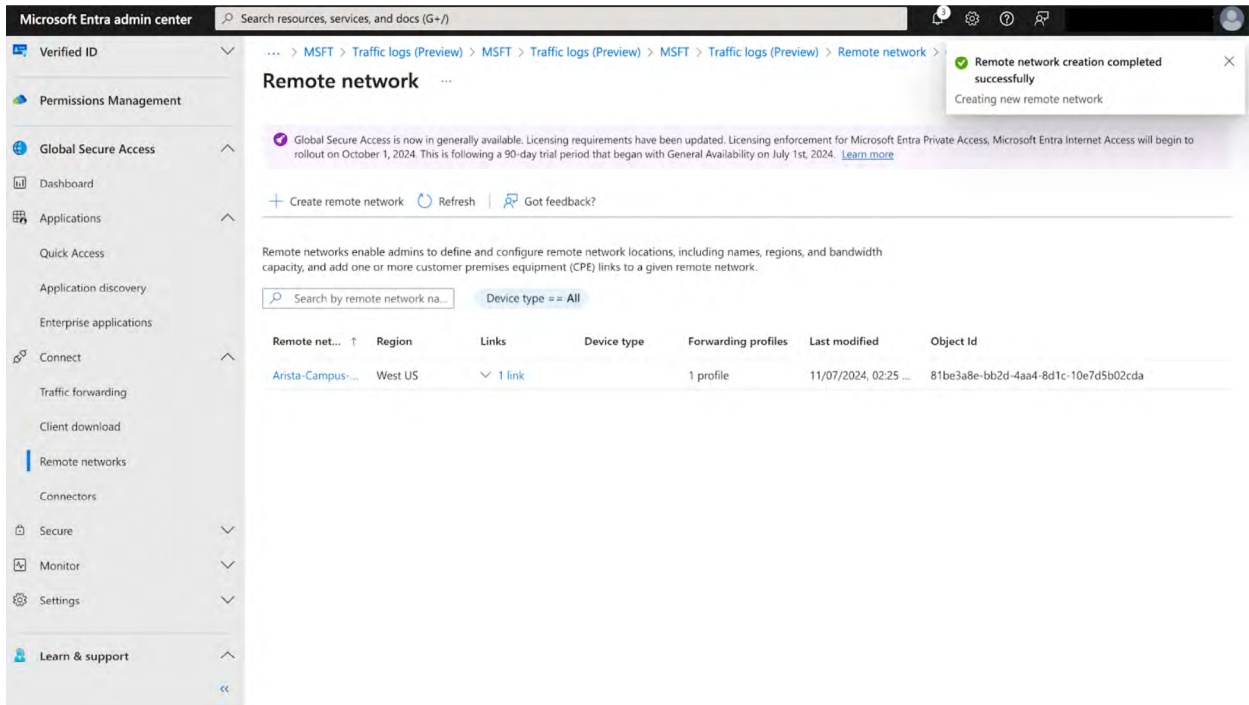 Microsoft Entra admin center
Search resources, services, and docs (G+/)
3
Verified ID
Permissions Management
Global Secure Access
Dashboard
Applications
Quick Access
Application discovery
Enterprise applications
Connect
Traffic forwarding
Client download
Remote networks
Connectors
Secure
Monitor
Settings
Learn & support
«
... > MSFT > Traffic logs (Preview) > MSFT > Traffic logs (Preview) > MSFT > Traffic logs (Preview) > Remote network >
Remote network ...
Remote network creation completed
successfully
Creating new remote network
Global Secure Access is now in generally available. Licensing requirements have been updated. Licensing enforcement for Microsoft Entra Private Access, Microsoft Entra Internet Access will begin to
rollout on October 1, 2024. This is following a 90-day trial period that began with General Availability on July 1st, 2024. Learn more
+ Create remote network Refresh | Got feedback?
Remote networks enable admins to define and configure remote network locations, including names, regions, and bandwidth
capacity, and add one or more customer premises equipment (CPE) links to a given remote network.
Search by remote network na... Device type == All
Remote net... ↑ Region Links Device type Forwarding profiles Last modified Object Id
Arista-Campus-... West US 1 link 1 profile 11/07/2024, 02:25 ... 81be3a8e-bb2d-4aa4-8d1c-10e7d5b02cda